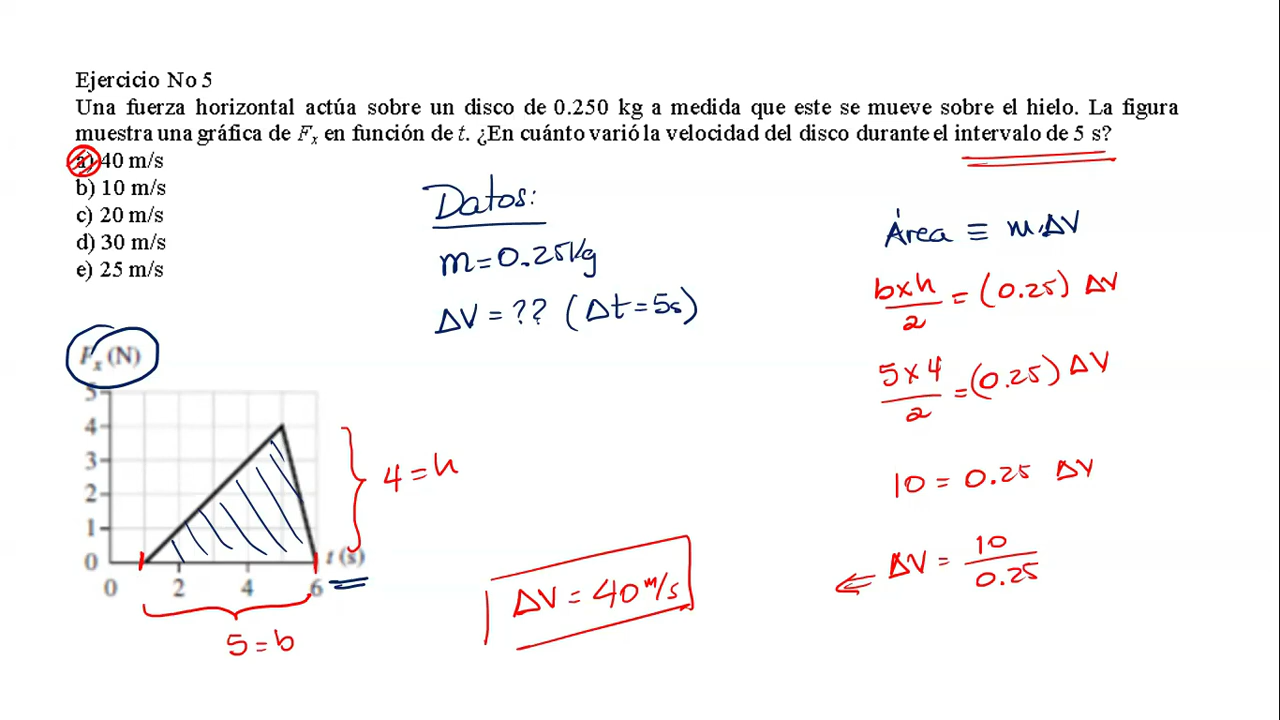 Ejercicio No 5
Una fuerza horizontal actúa sobre un disco de 0.250 kg a medida que este se mueve sobre el hielo. La figura
muestra una gráfica de Fx en función de t. ¿En cuánto varió la velocidad del disco durante el intervalo de 5 s?
a) 40 m/s
b) 10 m/s
c) 20 m/s
d) 30 m/s
e) 25 m/s
Datos:
m = 0.25Kg
ΔV = ?? (Δt = 5s)
Área ≡ m.ΔV
bxh/2 = (0.25) ΔV
5x4/2 = (0.25) ΔV
10 = 0.25 ΔV
ΔV = 10/0.25
⇐
ΔV = 40 m/s
Fx (N)
5
4
3
2
1
0
0 2 4 6
t (s)
4 = h
5 = b